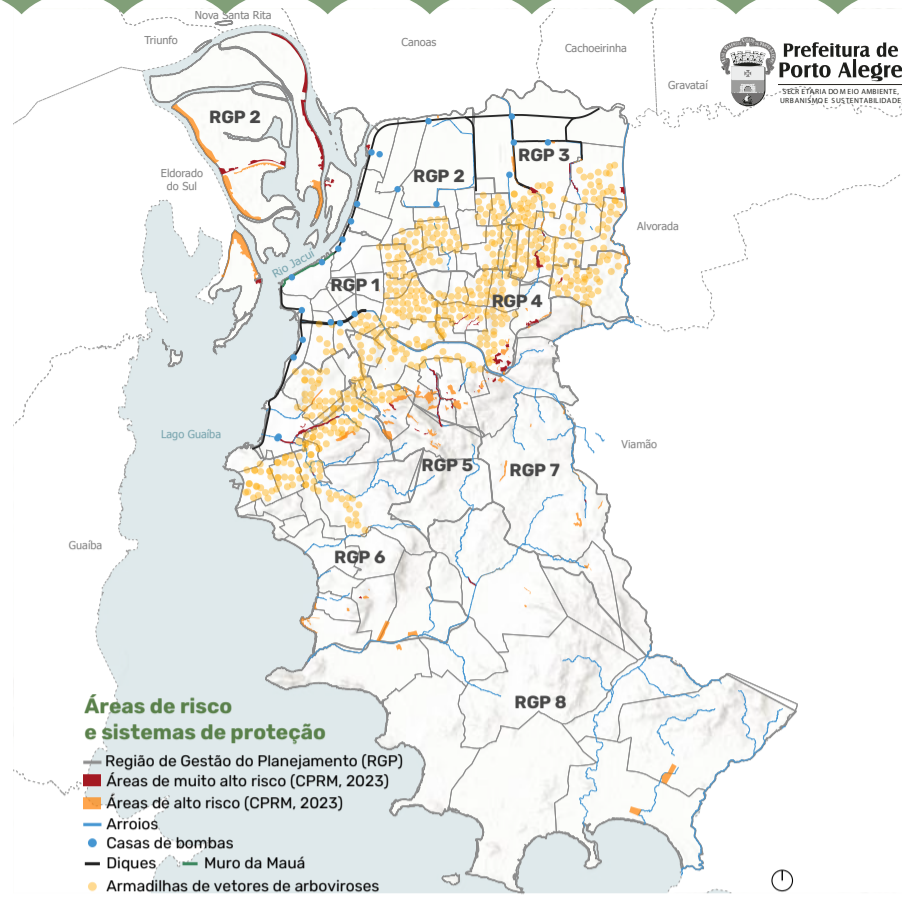 Nova Santa Rita
Triunfo
Canoas
Cachoeirinha
Gravataí
Prefeitura de
Porto Alegre
SECRETARIA DO MEIO AMBIENTE,
URBANISMO E SUSTENTABILIDADE
RGP 2
RGP 3
RGP 2
Eldorado
do Sul
Alvorada
Rio Jacuí
RGP 1
RGP 4
Lago Guaíba
Viamão
RGP 5
RGP 7
Guaíba
RGP 6
RGP 8
Áreas de risco
e sistemas de proteção
Região de Gestão do Planejamento (RGP)
Áreas de muito alto risco (CPRM, 2023)
Áreas de alto risco (CPRM, 2023)
Arroios
Casas de bombas
Diques Muro da Mauá
Armadilhas de vetores de arboviroses